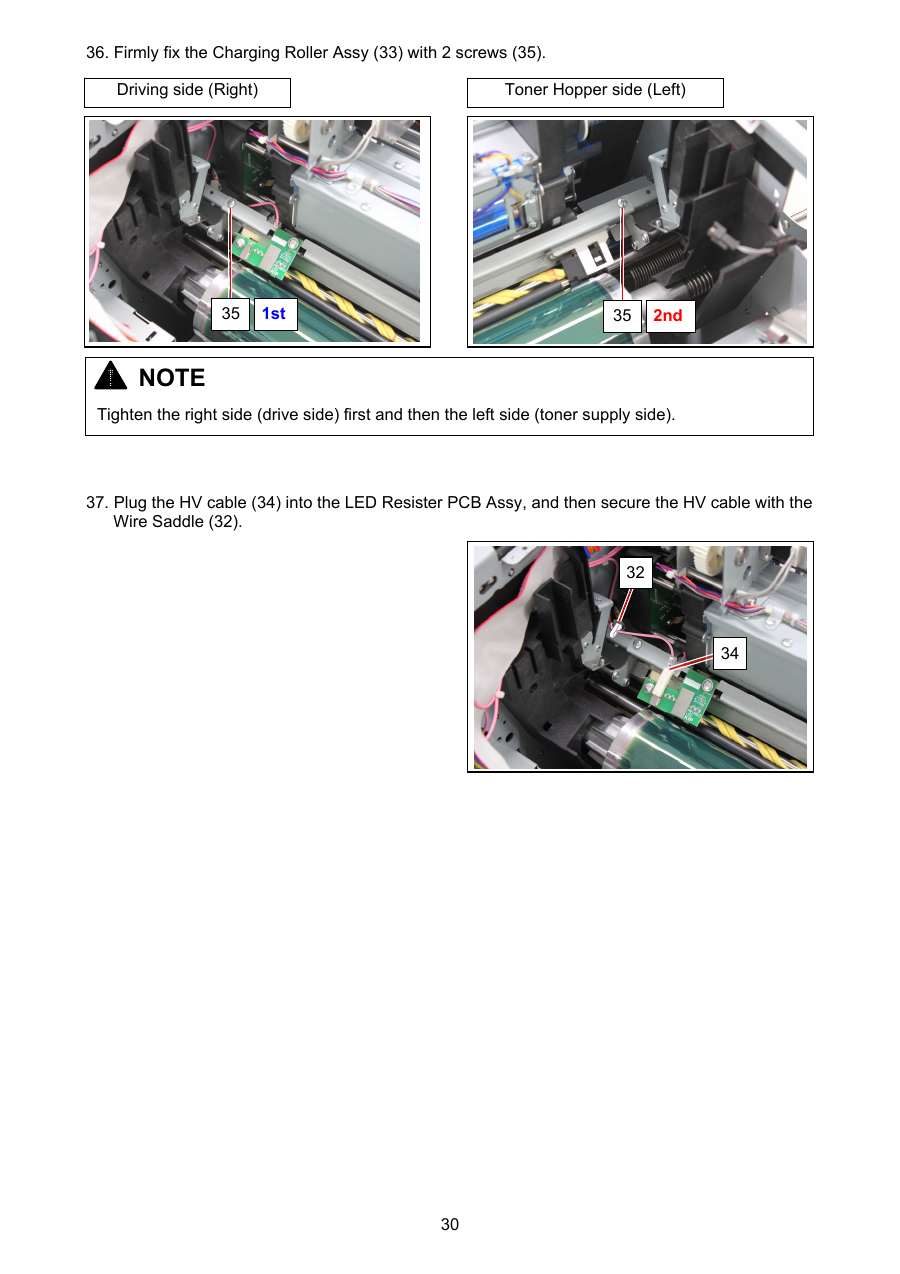 36. Firmly fix the Charging Roller Assy (33) with 2 screws (35).
Driving side (Right)
Toner Hopper side (Left)
35
1st
35
2nd
NOTE
Tighten the right side (drive side) first and then the left side (toner supply side).
37. Plug the HV cable (34) into the LED Resister PCB Assy, and then secure the HV cable with the
Wire Saddle (32).
32
34
30